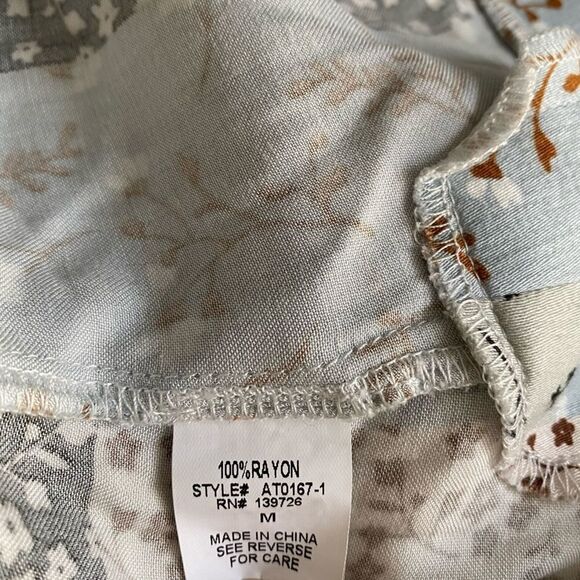 100%RAYON
STYLE# AT0167-1
RN# 139726
M
MADE IN CHINA
SEE REVERSE
FOR CARE